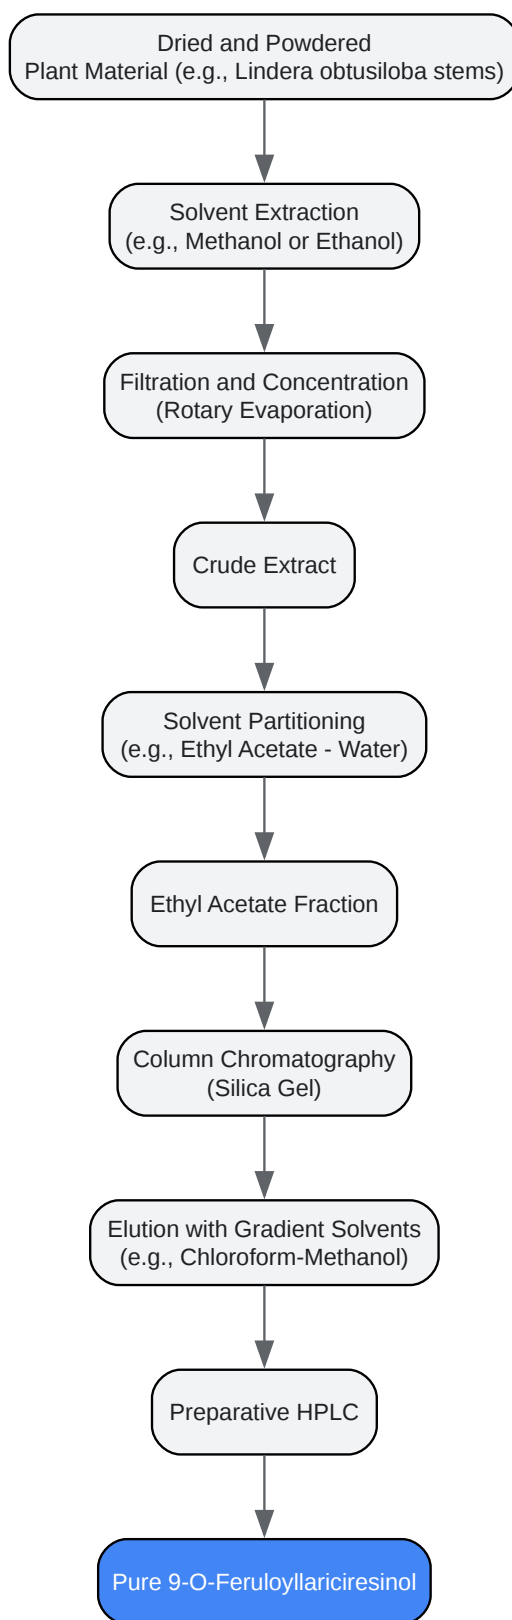 Dried and Powdered
Plant Material (e.g., Lindera obtusiloba stems)
Solvent Extraction
(e.g., Methanol or Ethanol)
Filtration and Concentration
(Rotary Evaporation)
Crude Extract
Solvent Partitioning
(e.g., Ethyl Acetate - Water)
Ethyl Acetate Fraction
Column Chromatography
(Silica Gel)
Elution with Gradient Solvents
(e.g., Chloroform-Methanol)
Preparative HPLC
Pure 9-O-Feruloyllariciresinol